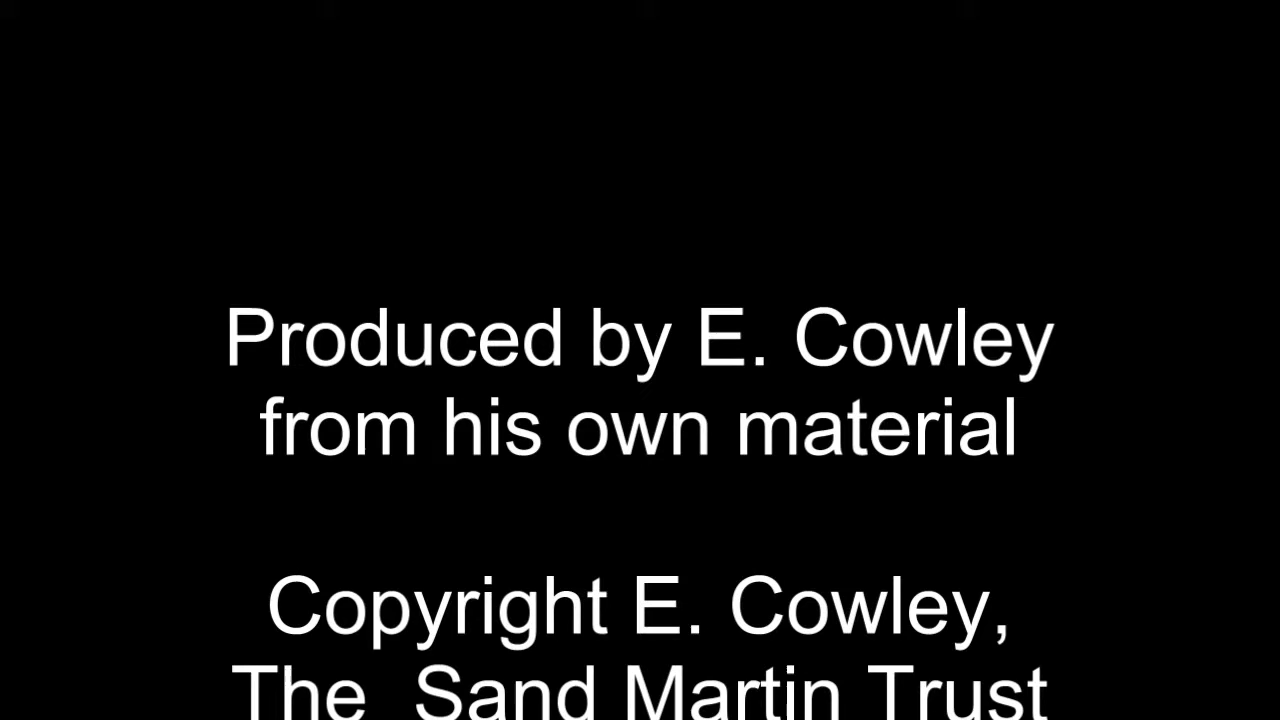 Produced by E. Cowley
from his own material
Copyright E. Cowley,
The  Sand Martin Trust